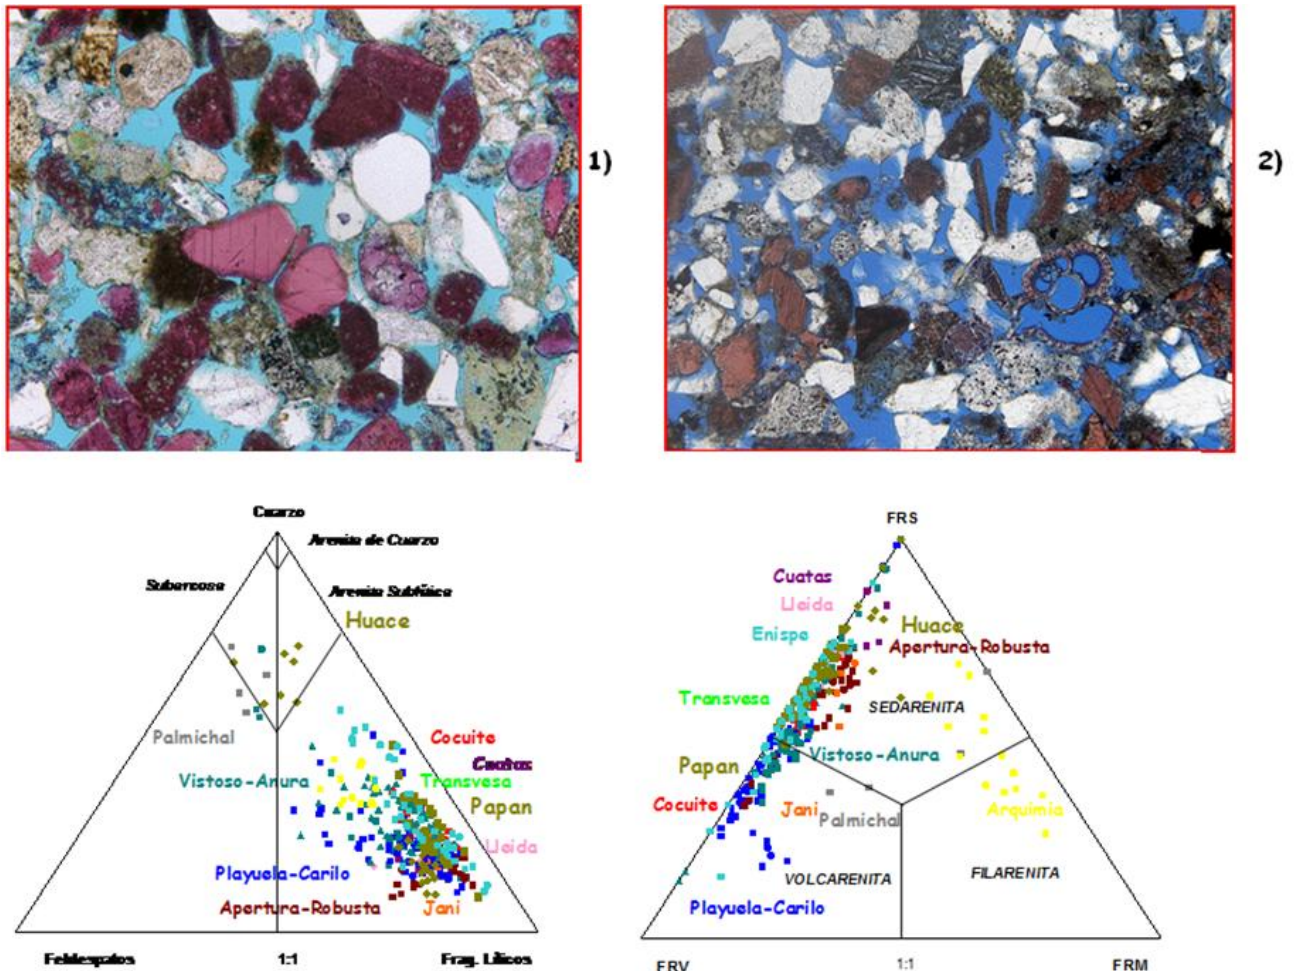 1)
2)
Cuarzo
Arenita de Cuarzo
Subarcosa
Arenita Sublítica
Huace
Palmichal
Cocuite
Cuatas
Vistoso-Anura
Transvesa
Papan
Lleida
Playuela-Carilo
Apertura-Robusta
Jani
Feldespatos
1:1
Frag. Líticos
FRS
Cuatas
Lleida
Enispe
Huace
Apertura-Robusta
Transvesa
SEDARENITA
Vistoso-Anura
Papan
Cocuite
Jani
Palmichal
Arquimia
VOLCARENITA
FILARENITA
Playuela-Carilo
FRV
1:1
FRM